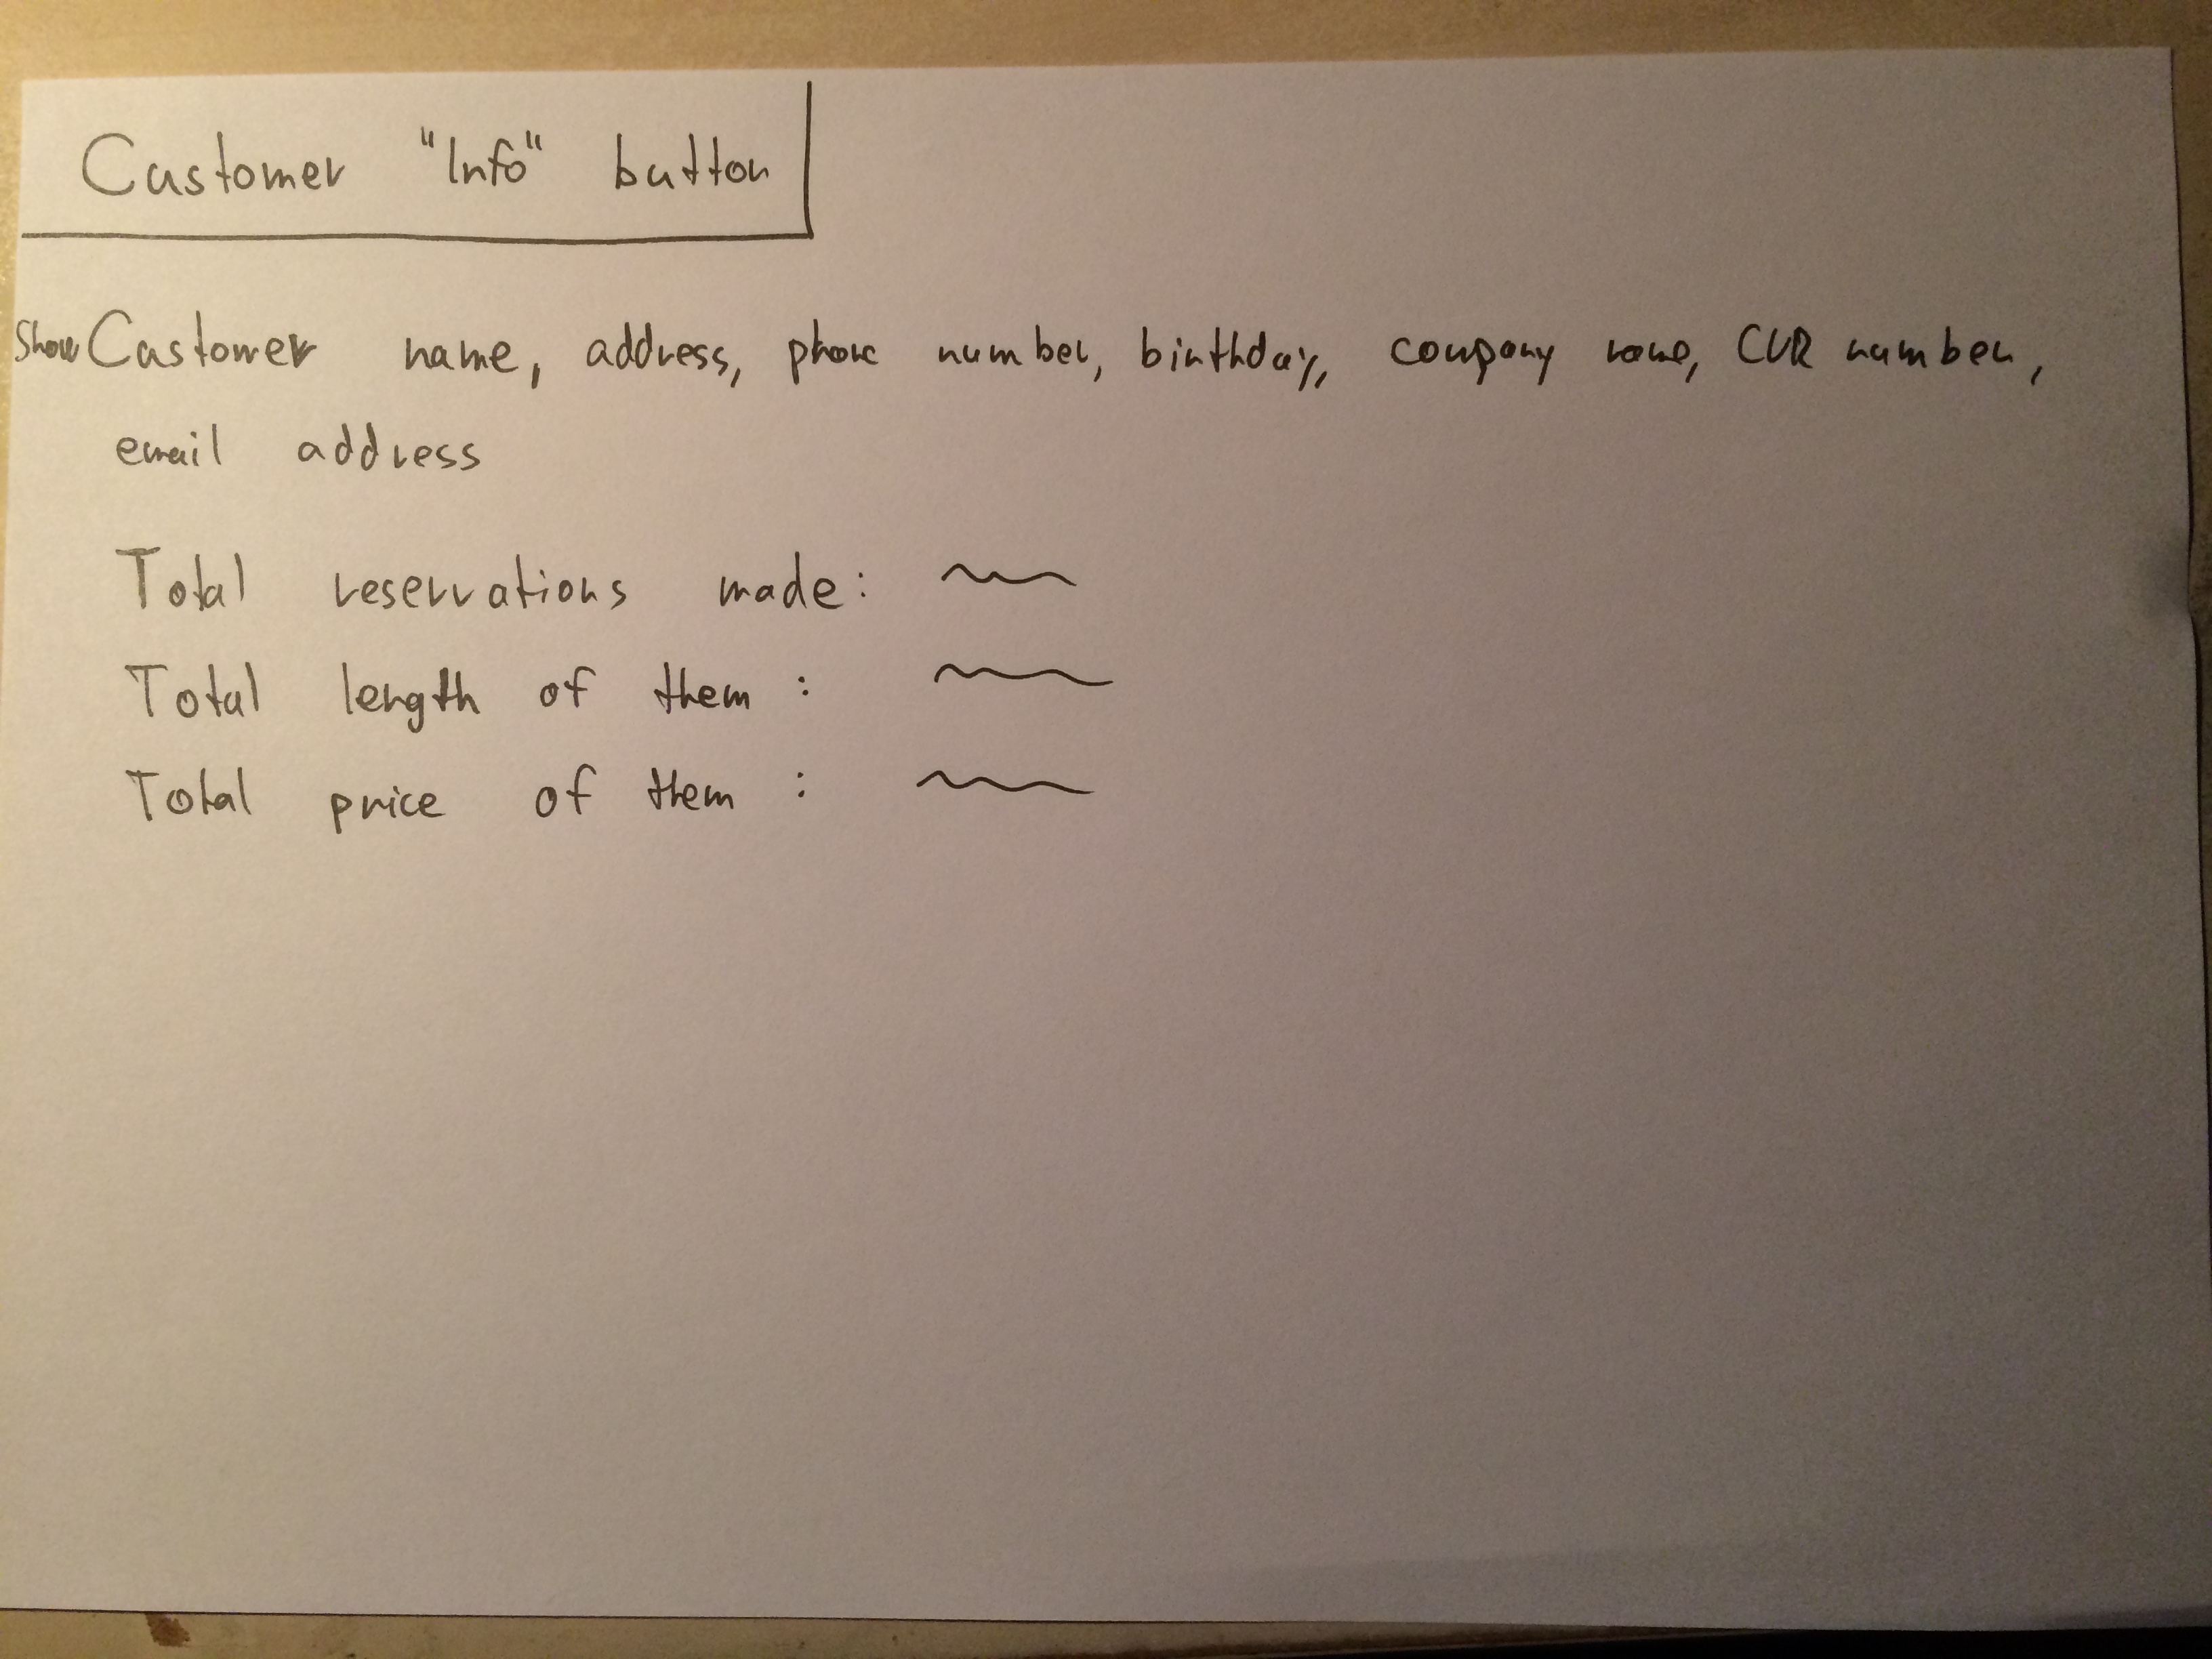 Customer "Info" button
Show Customer name, address, phone number, birthday, company name, CVR number,
email address
Total reservations made:
Total length of them :
Total price of them :